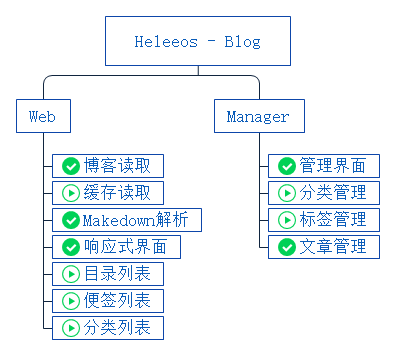 Heleeos - Blog
Web
博客读取
缓存读取
Makedown解析
响应式界面
目录列表
便签列表
分类列表
Manager
管理界面
分类管理
标签管理
文章管理